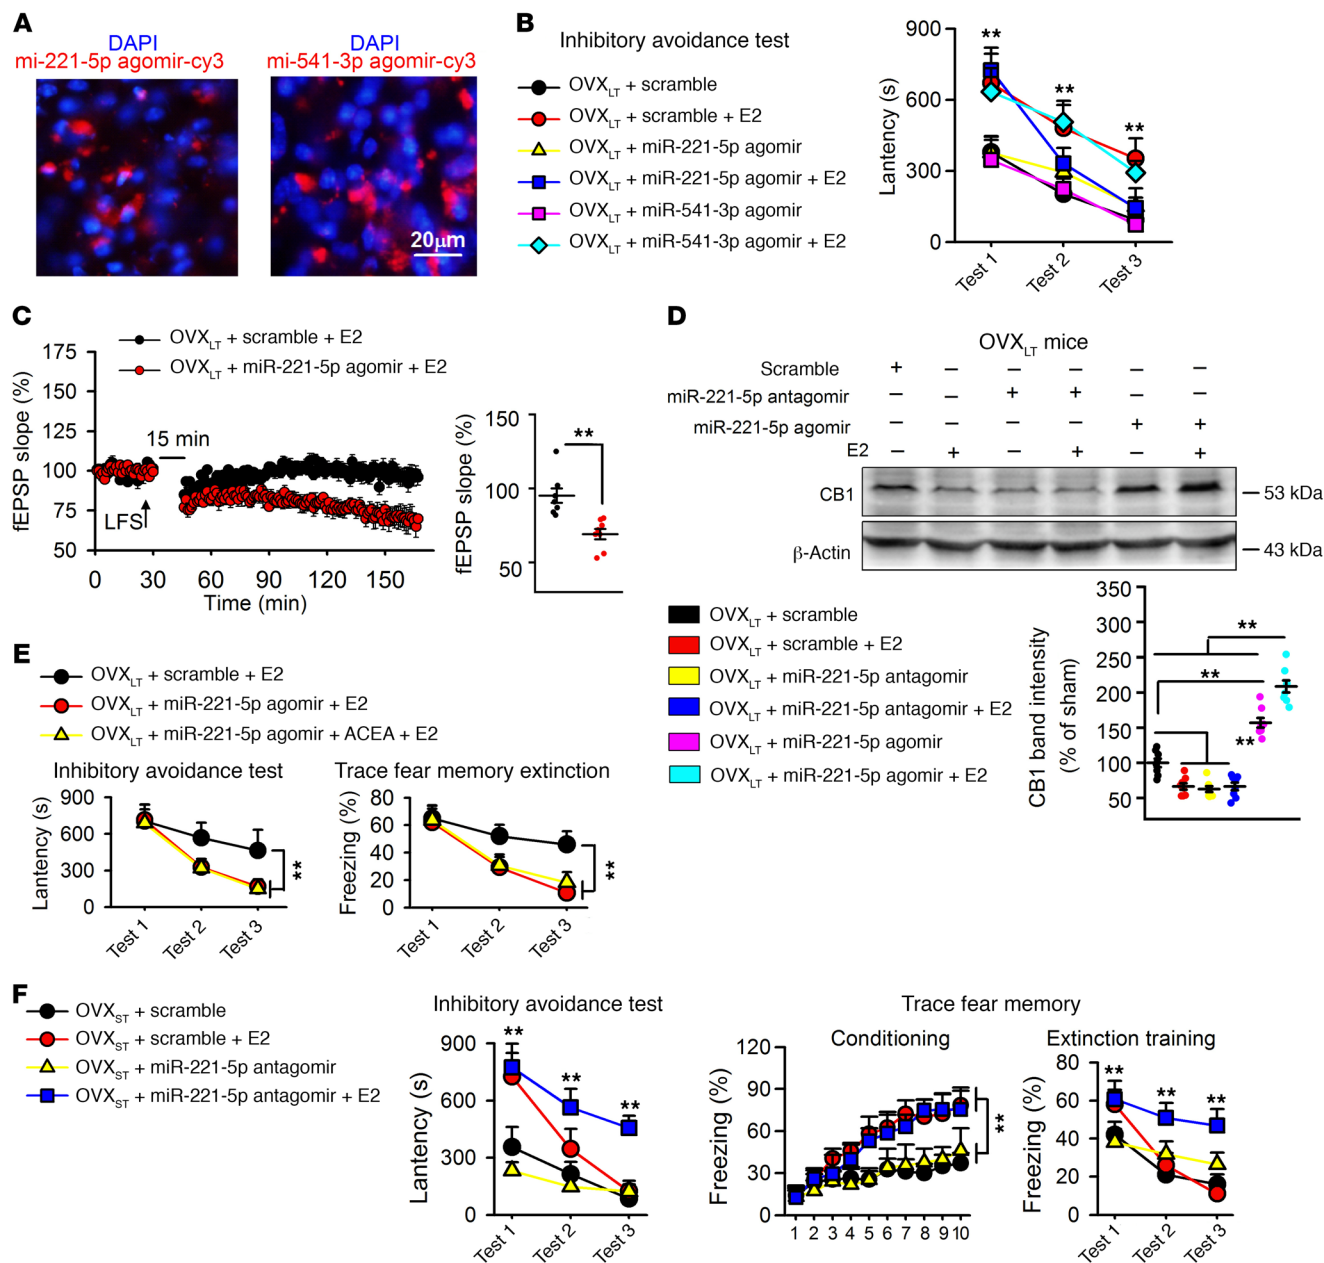 A
DAPI
mi-221-5p agomir-cy3
DAPI
mi-541-3p agomir-cy3
20μm
B
Inhibitory avoidance test
OVXLT + scramble
OVXLT + scramble + E2
OVXLT + miR-221-5p agomir
OVXLT + miR-221-5p agomir + E2
OVXLT + miR-541-3p agomir
OVXLT + miR-541-3p agomir + E2
Lantency (s)
900
600
300
0
**
**
**
Test 1
Test 2
Test 3
C
OVXLT + scramble + E2
OVXLT + miR-221-5p agomir + E2
fEPSP slope (%)
175
150
125
100
75
50
15 min
LFS
0 30 60 90 120 150
Time (min)
fEPSP slope (%)
150
100
50
**
D
OVXLT mice
Scramble + – – – – –
miR-221-5p antagomir – – + + – –
miR-221-5p agomir – – – – + +
E2 – + – + – +
CB1
53 kDa
β-Actin
43 kDa
OVXLT + scramble
OVXLT + scramble + E2
OVXLT + miR-221-5p antagomir
OVXLT + miR-221-5p antagomir + E2
OVXLT + miR-221-5p agomir
OVXLT + miR-221-5p agomir + E2
CB1 band intensity
(% of sham)
350
300
250
200
150
100
50
**
**
**
E
OVXLT + scramble + E2
OVXLT + miR-221-5p agomir + E2
OVXLT + miR-221-5p agomir + ACEA + E2
Inhibitory avoidance test
Lantency (s)
900
600
300
0
**
Test 1
Test 2
Test 3
Trace fear memory extinction
Freezing (%)
80
60
40
20
0
**
Test 1
Test 2
Test 3
F
OVXST + scramble
OVXST + scramble + E2
OVXST + miR-221-5p antagomir
OVXST + miR-221-5p antagomir + E2
Inhibitory avoidance test
Lantency (s)
900
600
300
0
**
**
**
Test 1
Test 2
Test 3
Trace fear memory
Conditioning
Freezing (%)
120
90
60
30
0
**
1 2 3 4 5 6 7 8 9 10
Extinction training
Freezing (%)
80
60
40
20
0
**
**
**
Test 1
Test 2
Test 3